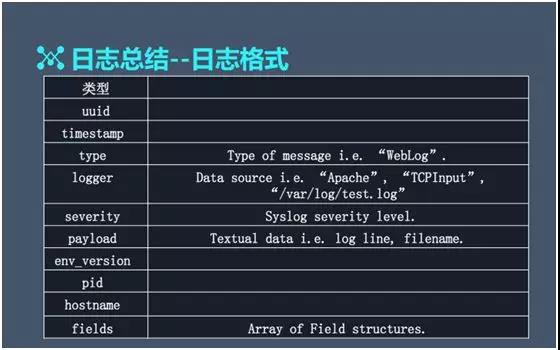 日志总结--日志格式
类型
uuid
timestamp
type Type of message i.e. “WebLog”.
logger Data source i.e. “Apache”, “TCPInput”,
“/var/log/test.log”
severity Syslog severity level.
payload Textual data i.e. log line, filename.
env_version
pid
hostname
fields Array of Field structures.